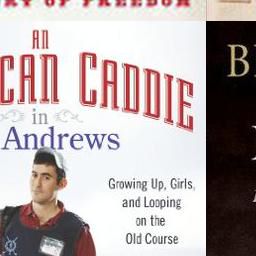 RY OF FREEDOM
AN
CAN CADDIE
in
Andrews
Growing Up, Girls,
and Looping
on the
Old Course
B